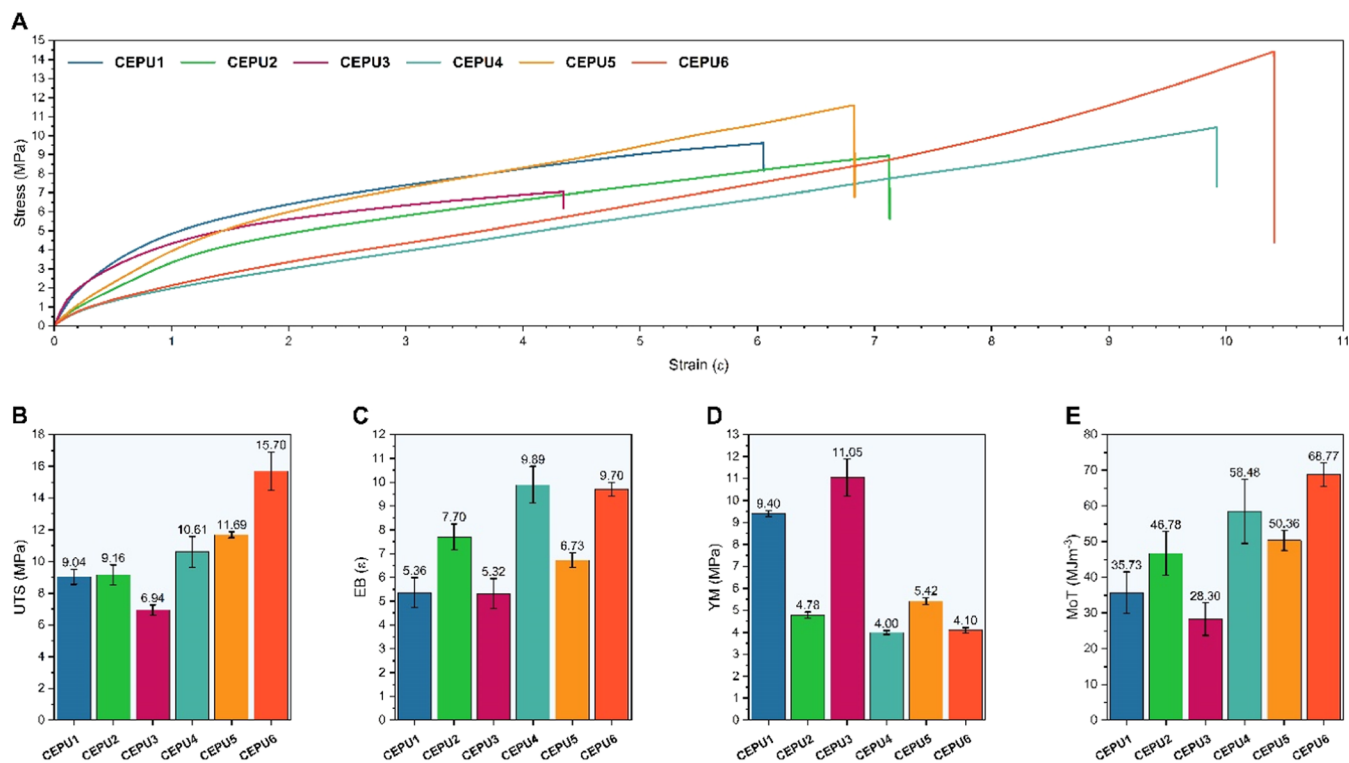 A
CEPU1 CEPU2 CEPU3 CEPU4 CEPU5 CEPU6
Stress (MPa)
15
14
13
12
11
10
9
8
7
6
5
4
3
2
1
0
0 1 2 3 4 5 6 7 8 9 10 11
Strain (ε)
B
UTS (MPa)
18
16
14
12
10
8
6
4
2
0
9.04 9.16 6.94 10.61 11.69 15.70
CEPU1 CEPU2 CEPU3 CEPU4 CEPU5 CEPU6
C
EB (ε)
12
11
10
9
8
7
6
5
4
3
2
1
0
5.36 7.70 5.32 9.89 6.73 9.70
CEPU1 CEPU2 CEPU3 CEPU4 CEPU5 CEPU6
D
YM (MPa)
13
12
11
10
9
8
7
6
5
4
3
2
1
0
9.40 4.78 11.05 4.00 5.42 4.10
CEPU1 CEPU2 CEPU3 CEPU4 CEPU5 CEPU6
E
MoT (MJm⁻³)
80
70
60
50
40
30
20
10
0
35.73 46.78 28.30 58.48 50.36 68.77
CEPU1 CEPU2 CEPU3 CEPU4 CEPU5 CEPU6